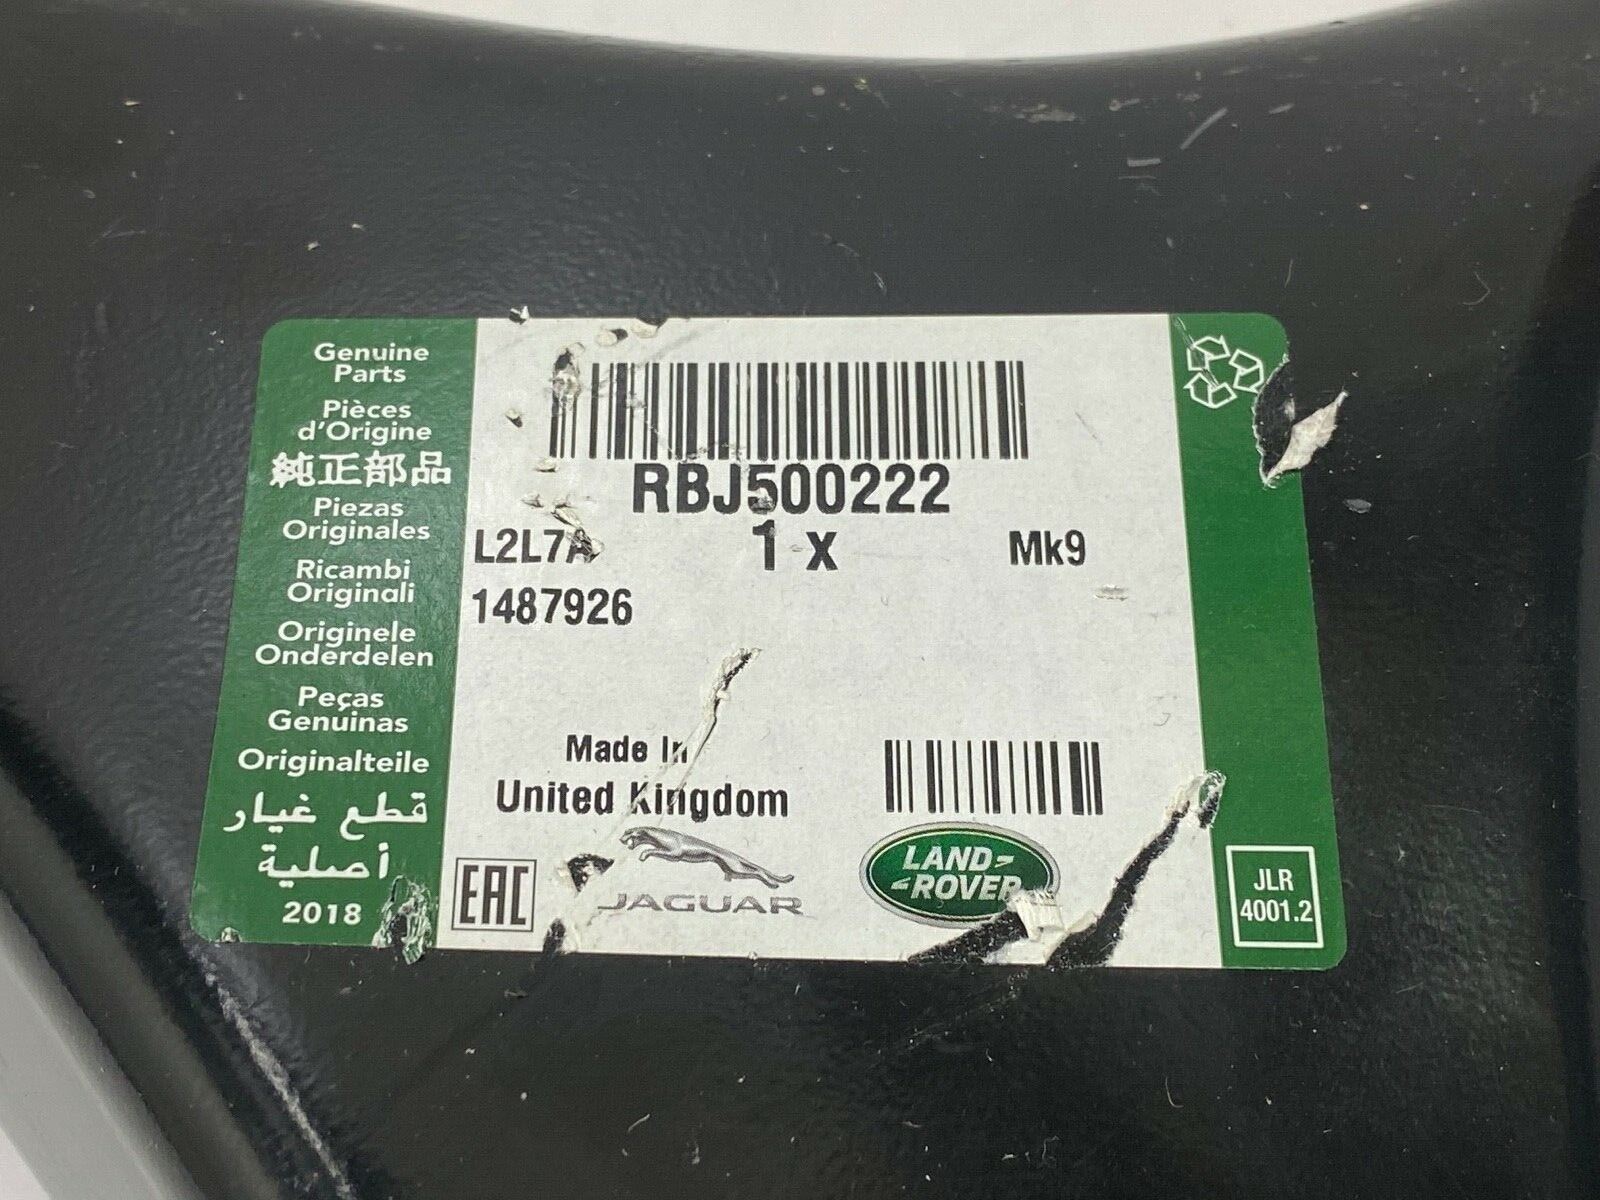 Genuine
Parts
Pièces
d'Origine
純正部品
Piezas
Originales
Ricambi
Originali
Originele
Onderdelen
Peças
Genuinas
Originalteile
قطع غيار
أصلية
2018
RBJ500222
L2L7A 1 x Mk9
1487926
Made In
United Kingdom
EAC
JAGUAR
LAND-
-ROVER
JLR
4001.2